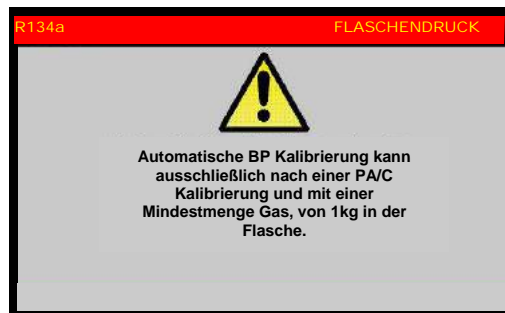 R134a FLASCHENDRUCK
Automatische BP Kalibrierung kann
ausschließlich nach einer PA/C
Kalibrierung und mit einer
Mindestmenge Gas, von 1kg in der
Flasche.